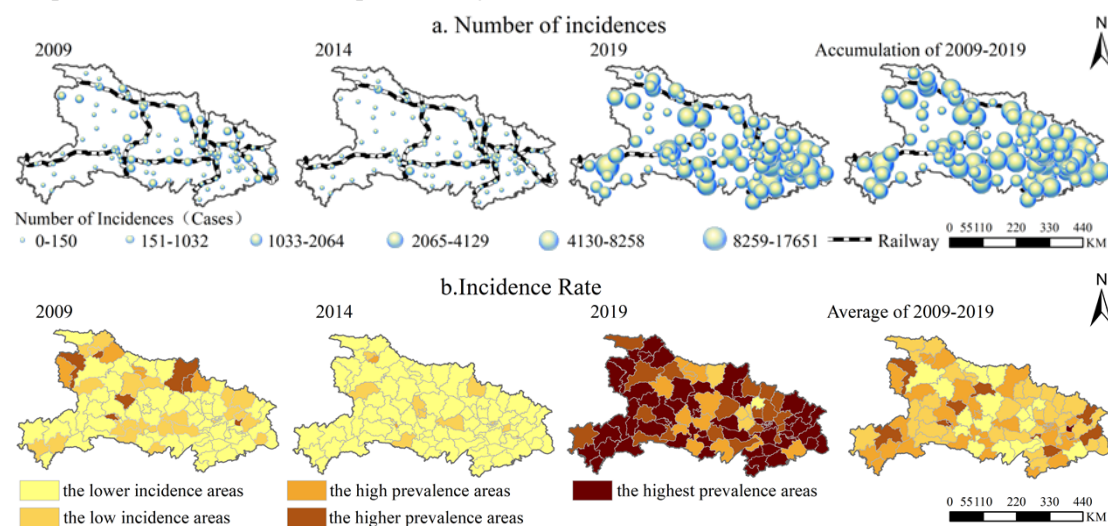 a. Number of incidences
N
2009 2014 2019 Accumulation of 2009-2019
Number of Incidences（Cases）
0-150 151-1032 1033-2064 2065-4129 4130-8258 8259-17651 Railway
0 55110 220 330 440
KM
b.Incidence Rate
N
2009 2014 2019 Average of 2009-2019
the lower incidence areas the high prevalence areas the highest prevalence areas
the low incidence areas the higher prevalence areas
0 55110 220 330 440
KM